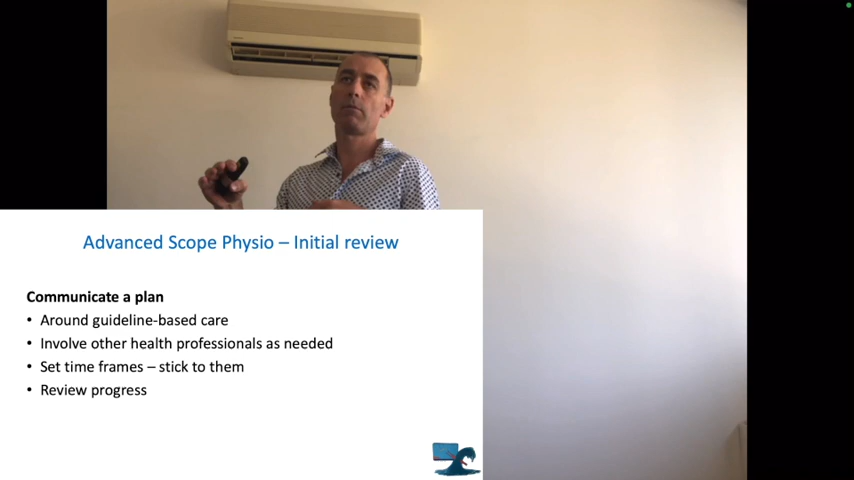 Advanced Scope Physio – Initial review
Communicate a plan
• Around guideline-based care
• Involve other health professionals as needed
• Set time frames – stick to them
• Review progress